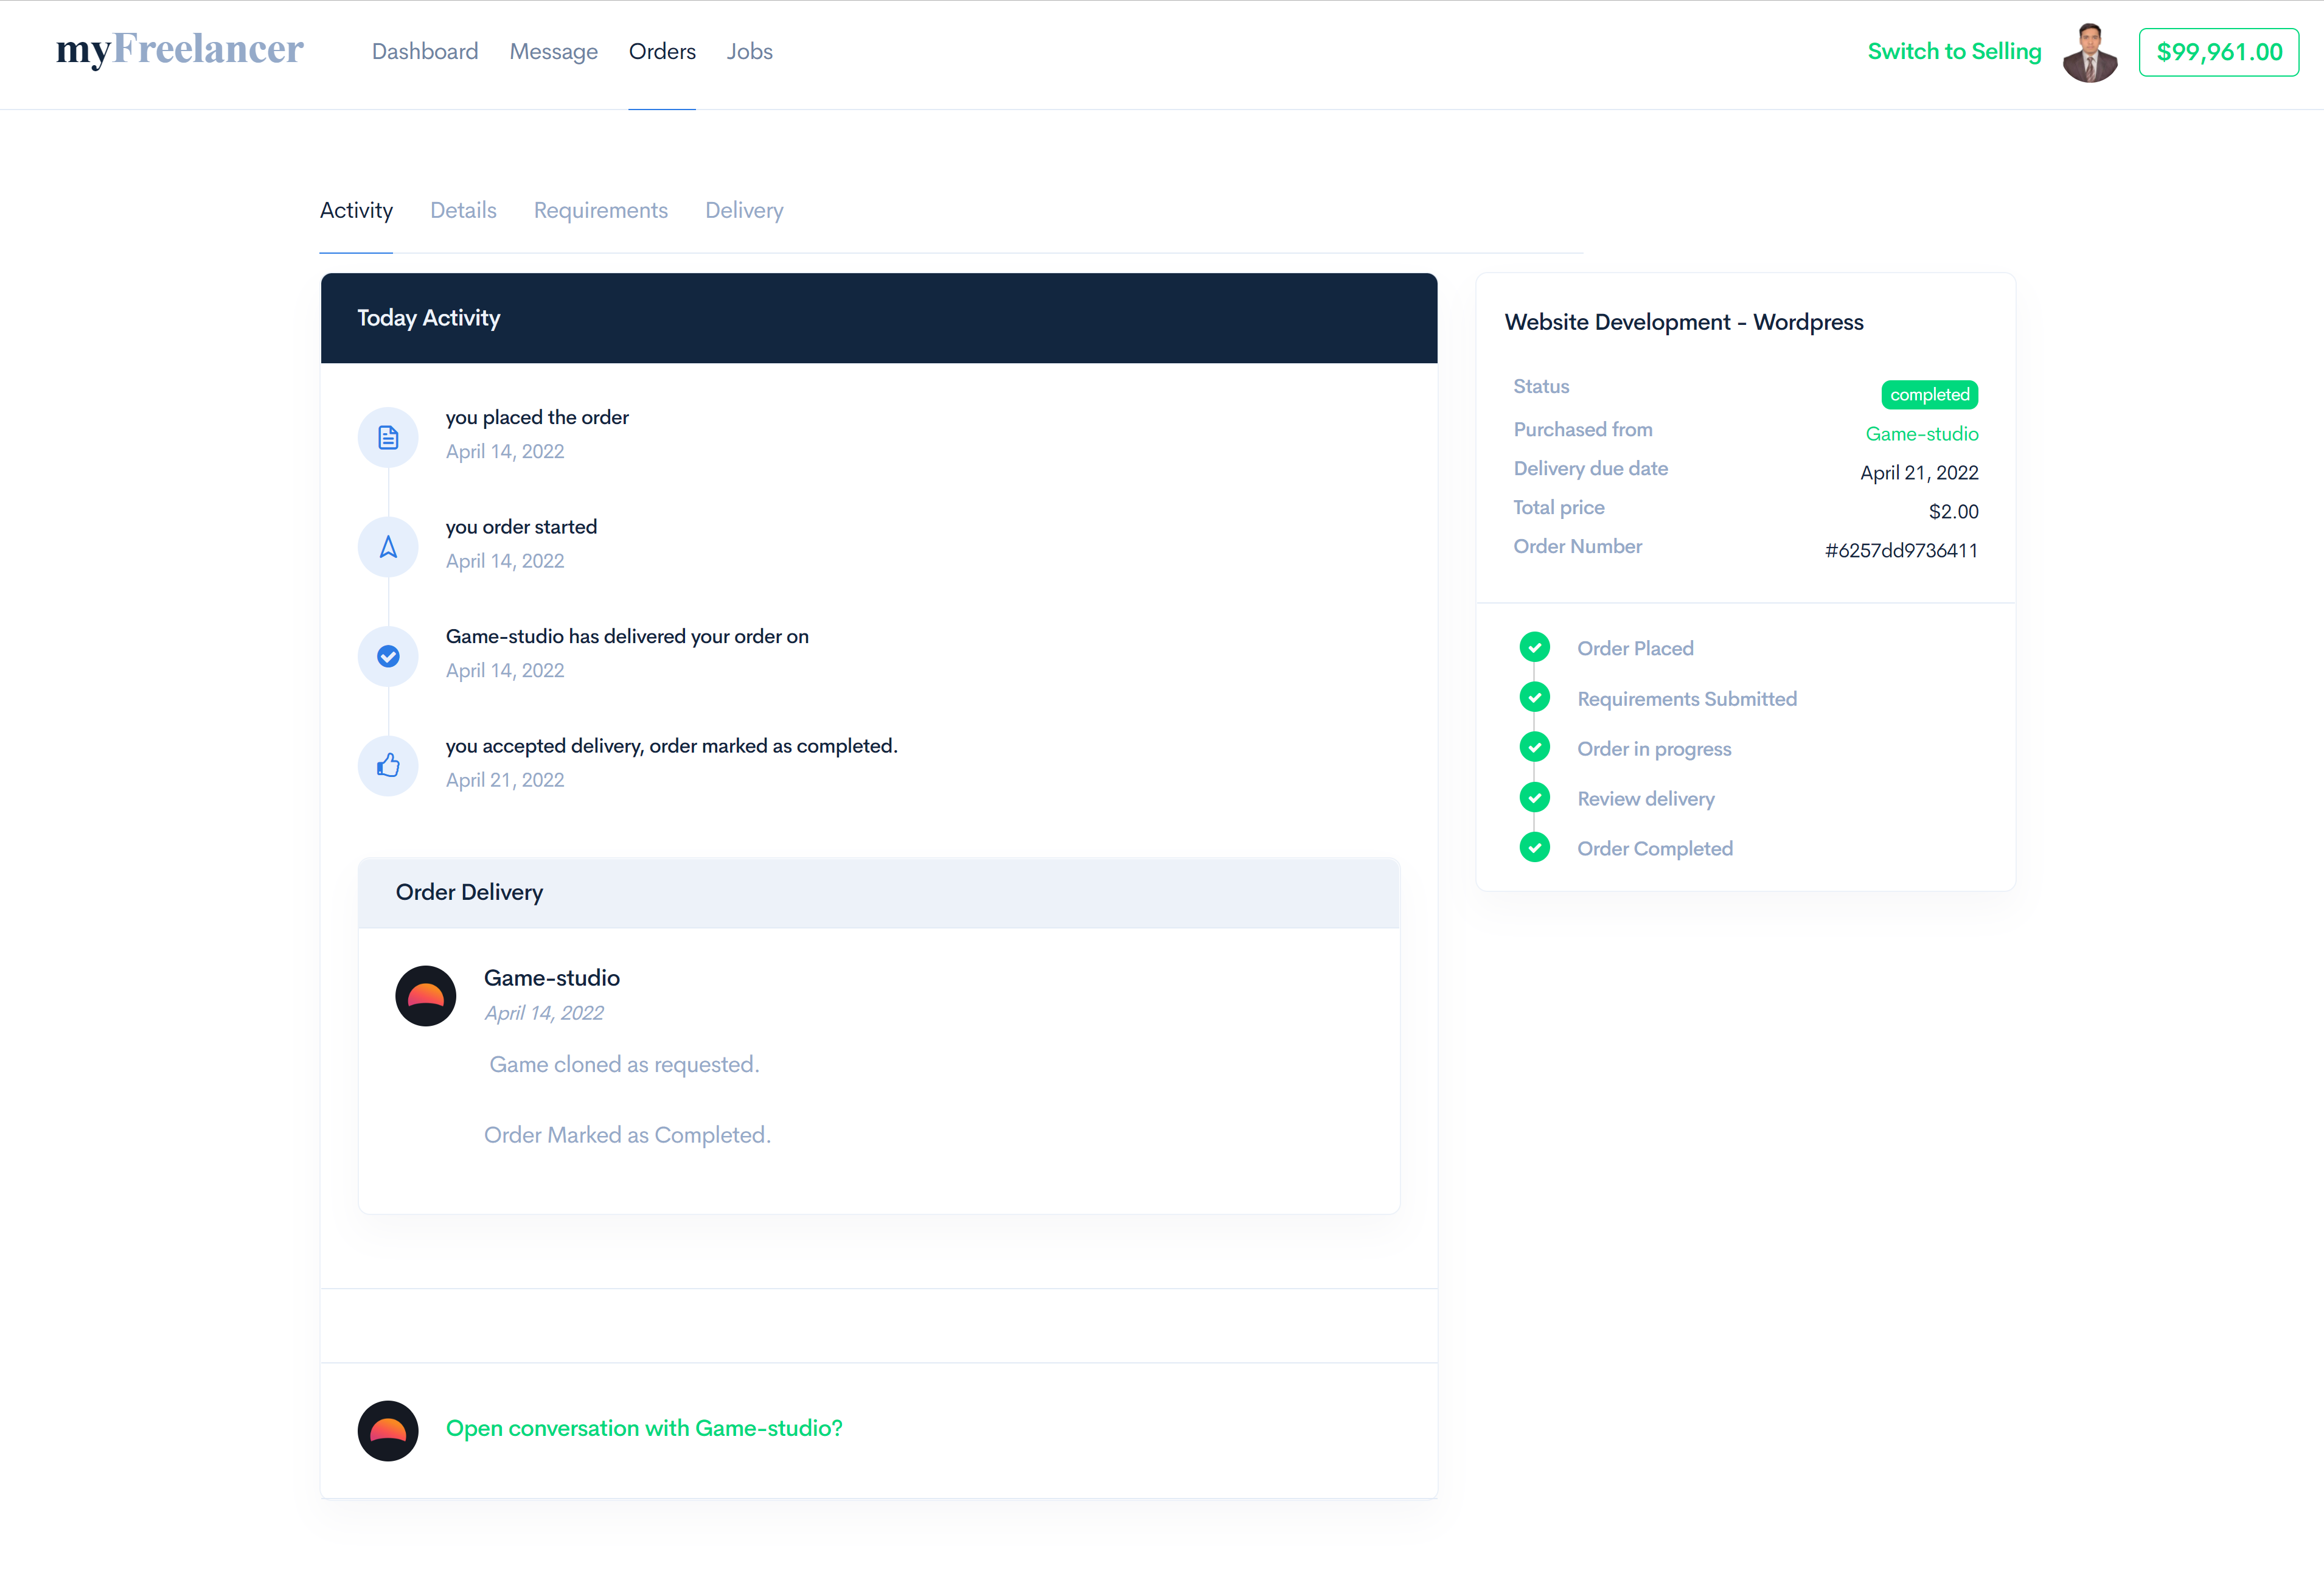 myFreelancer
Dashboard Message Orders Jobs
Switch to Selling $99,961.00
Activity Details Requirements Delivery
Today Activity
you placed the order
April 14, 2022
you order started
April 14, 2022
Game-studio has delivered your order on
April 14, 2022
you accepted delivery, order marked as completed.
April 21, 2022
Order Delivery
Game-studio
April 14, 2022
Game cloned as requested.
Order Marked as Completed.
Open conversation with Game-studio?
Website Development - Wordpress
Status completed
Purchased from Game-studio
Delivery due date April 21, 2022
Total price $2.00
Order Number #6257dd9736411
Order Placed
Requirements Submitted
Order in progress
Review delivery
Order Completed